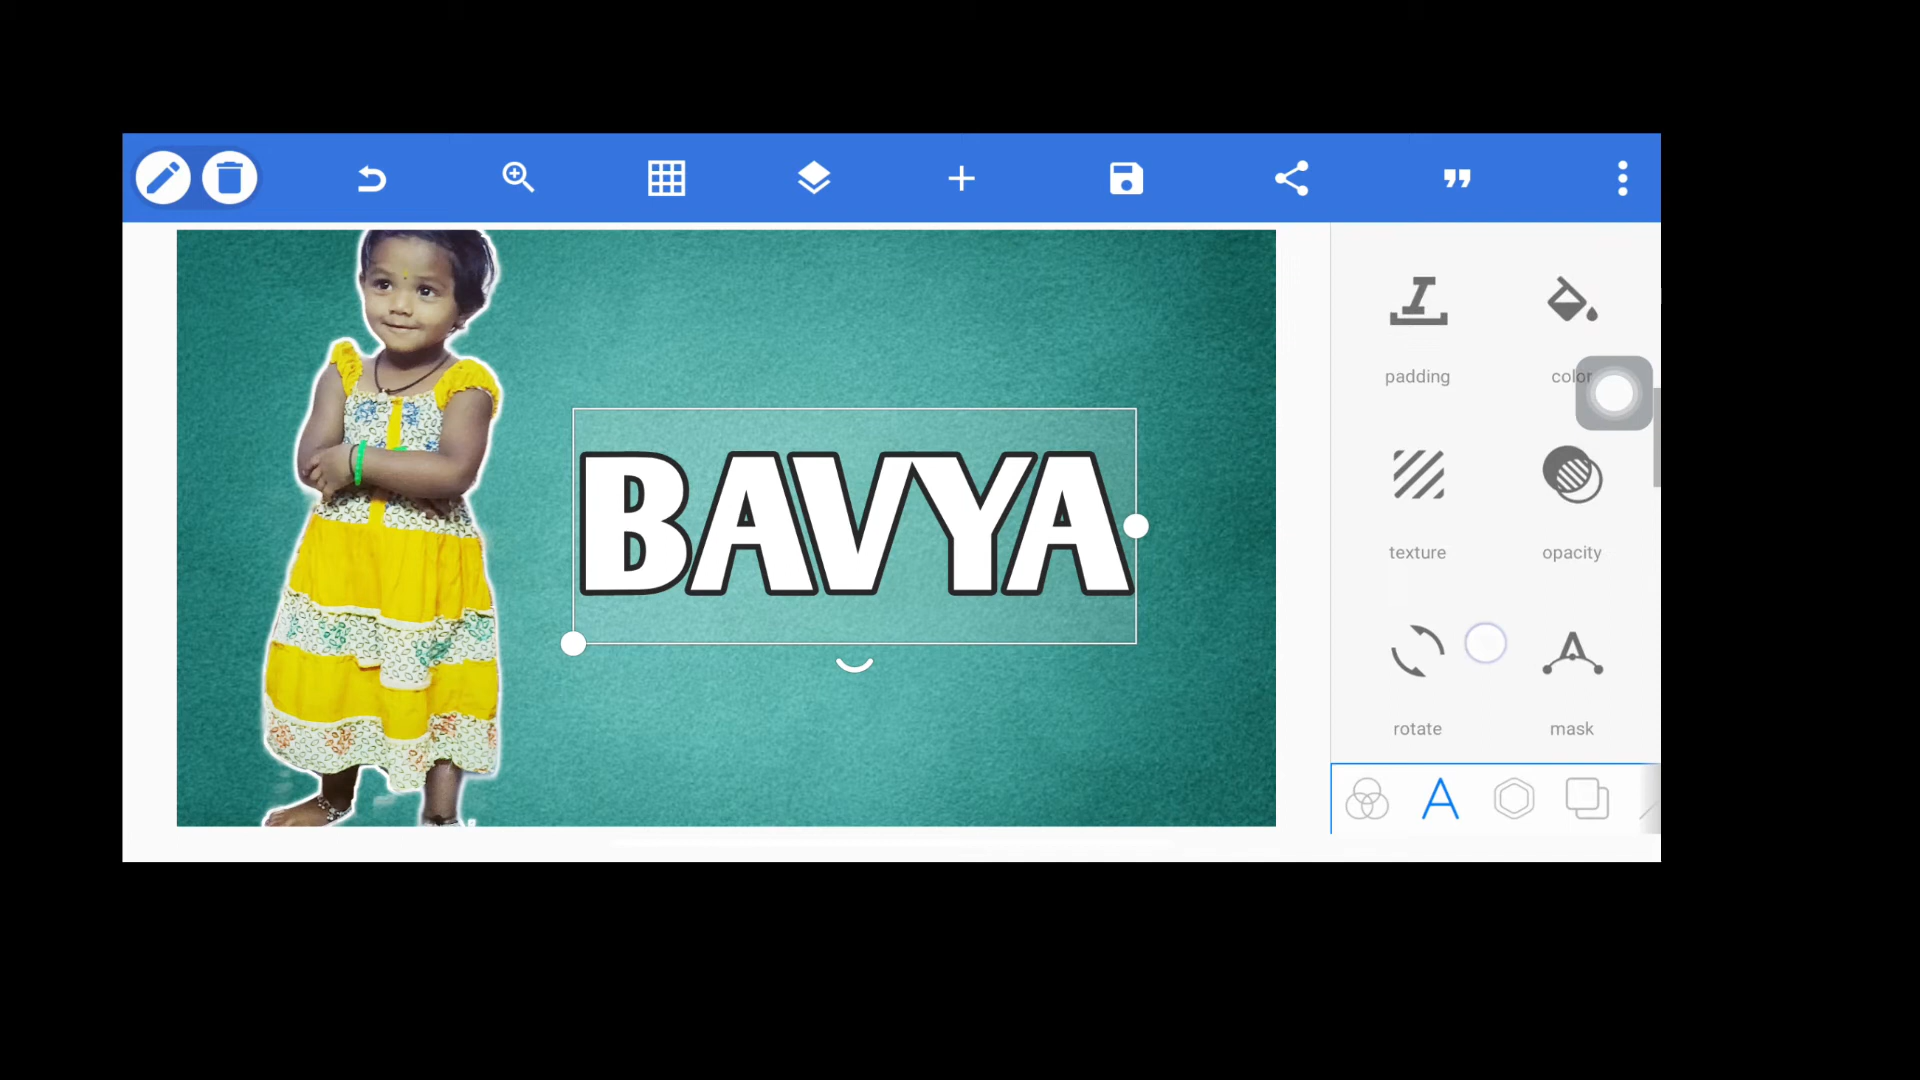 BAVYA
padding
color
texture
opacity
rotate
mask